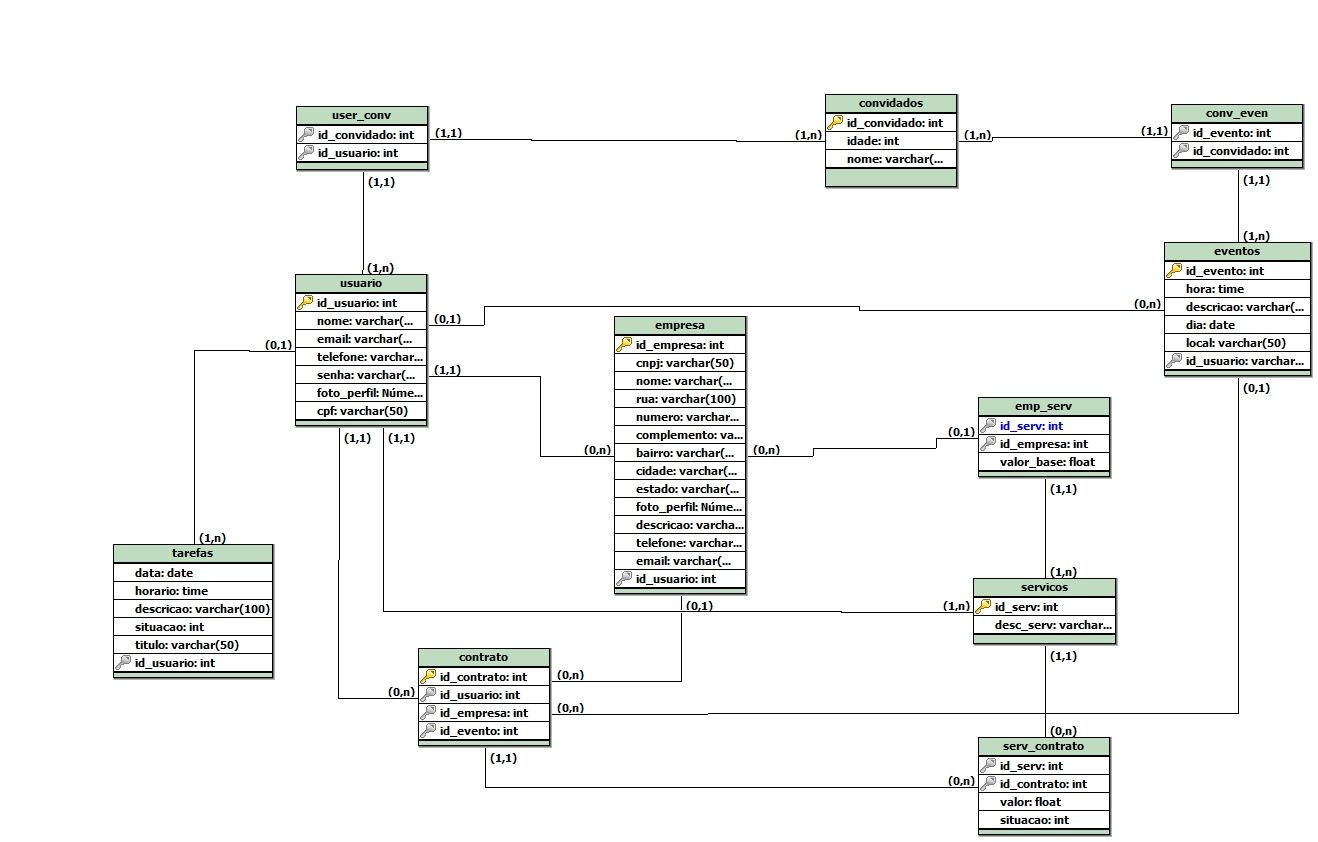 user_conv
id_convidado: int
id_usuario: int
(1,1)
(1,1)
convidados
id_convidado: int
idade: int
nome: varchar(...
(1,n)
(1,n)
conv_even
id_evento: int
id_convidado: int
(1,1)
(1,1)
(1,n)
usuario
id_usuario: int
nome: varchar(...
email: varchar(...
telefone: varchar...
senha: varchar(...
foto_perfil: Núme...
cpf: varchar(50)
(0,1)
(0,1)
(1,1)
(1,1)
(1,1)
(1,n)
eventos
id_evento: int
hora: time
descricao: varchar(...
dia: date
local: varchar(50)
id_usuario: varchar...
(0,n)
(0,1)
empresa
id_empresa: int
cnpj: varchar(50)
nome: varchar(...
rua: varchar(100)
numero: varchar...
complemento: va...
bairro: varchar(...
cidade: varchar(...
estado: varchar(...
foto_perfil: Núme...
descricao: varcha...
telefone: varchar...
email: varchar(...
id_usuario: int
(0,n)
(0,n)
(0,1)
emp_serv
id_serv: int
id_empresa: int
valor_base: float
(0,1)
(1,1)
(1,n)
tarefas
data: date
horario: time
descricao: varchar(100)
situacao: int
titulo: varchar(50)
id_usuario: int
(1,n)
servicos
id_serv: int
desc_serv: varchar...
(1,n)
(1,1)
contrato
id_contrato: int
id_usuario: int
id_empresa: int
id_evento: int
(0,n)
(0,n)
(0,n)
(1,1)
(0,n)
serv_contrato
id_serv: int
id_contrato: int
valor: float
situacao: int
(0,n)